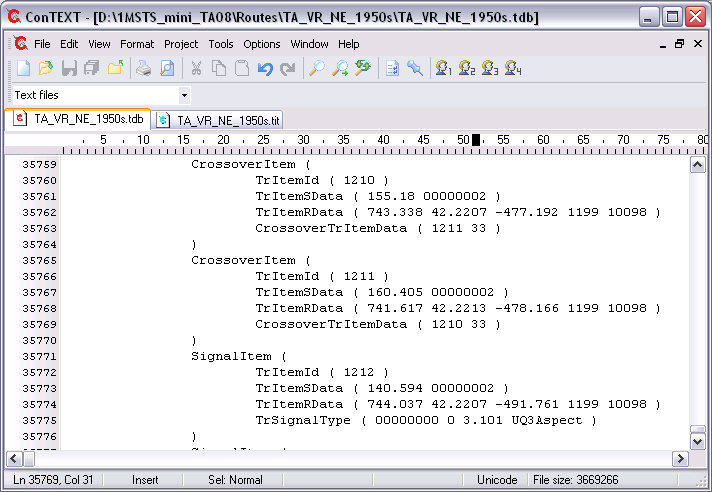 ConTEXT - [D:\1MSTS_mini_TA08\Routes\TA_VR_NE_1950s\TA_VR_NE_1950s.tdb]
File Edit View Format Project Tools Options Window Help
1 2 3 4
Text files
TA_VR_NE_1950s.tdb TA_VR_NE_1950s.tit
5 10 15 20 25 30 35 40 45 50 55 60 65 70 75 80
35759 CrossoverItem (
35760 TrItemId ( 1210 )
35761 TrItemSData ( 155.18 00000002 )
35762 TrItemRData ( 743.338 42.2207 -477.192 1199 10098 )
35763 CrossoverTrItemData ( 1211 33 )
35764 )
35765 CrossoverItem (
35766 TrItemId ( 1211 )
35767 TrItemSData ( 160.405 00000002 )
35768 TrItemRData ( 741.617 42.2213 -478.166 1199 10098 )
35769 CrossoverTrItemData ( 1210 33 )
35770 )
35771 SignalItem (
35772 TrItemId ( 1212 )
35773 TrItemSData ( 140.594 00000002 )
35774 TrItemRData ( 744.037 42.2207 -491.761 1199 10098 )
35775 TrSignalType ( 00000000 0 3.101 UQ3Aspect )
35776 )
Ln 35769, Col 31 Insert Sel: Normal Unicode File size: 3669266